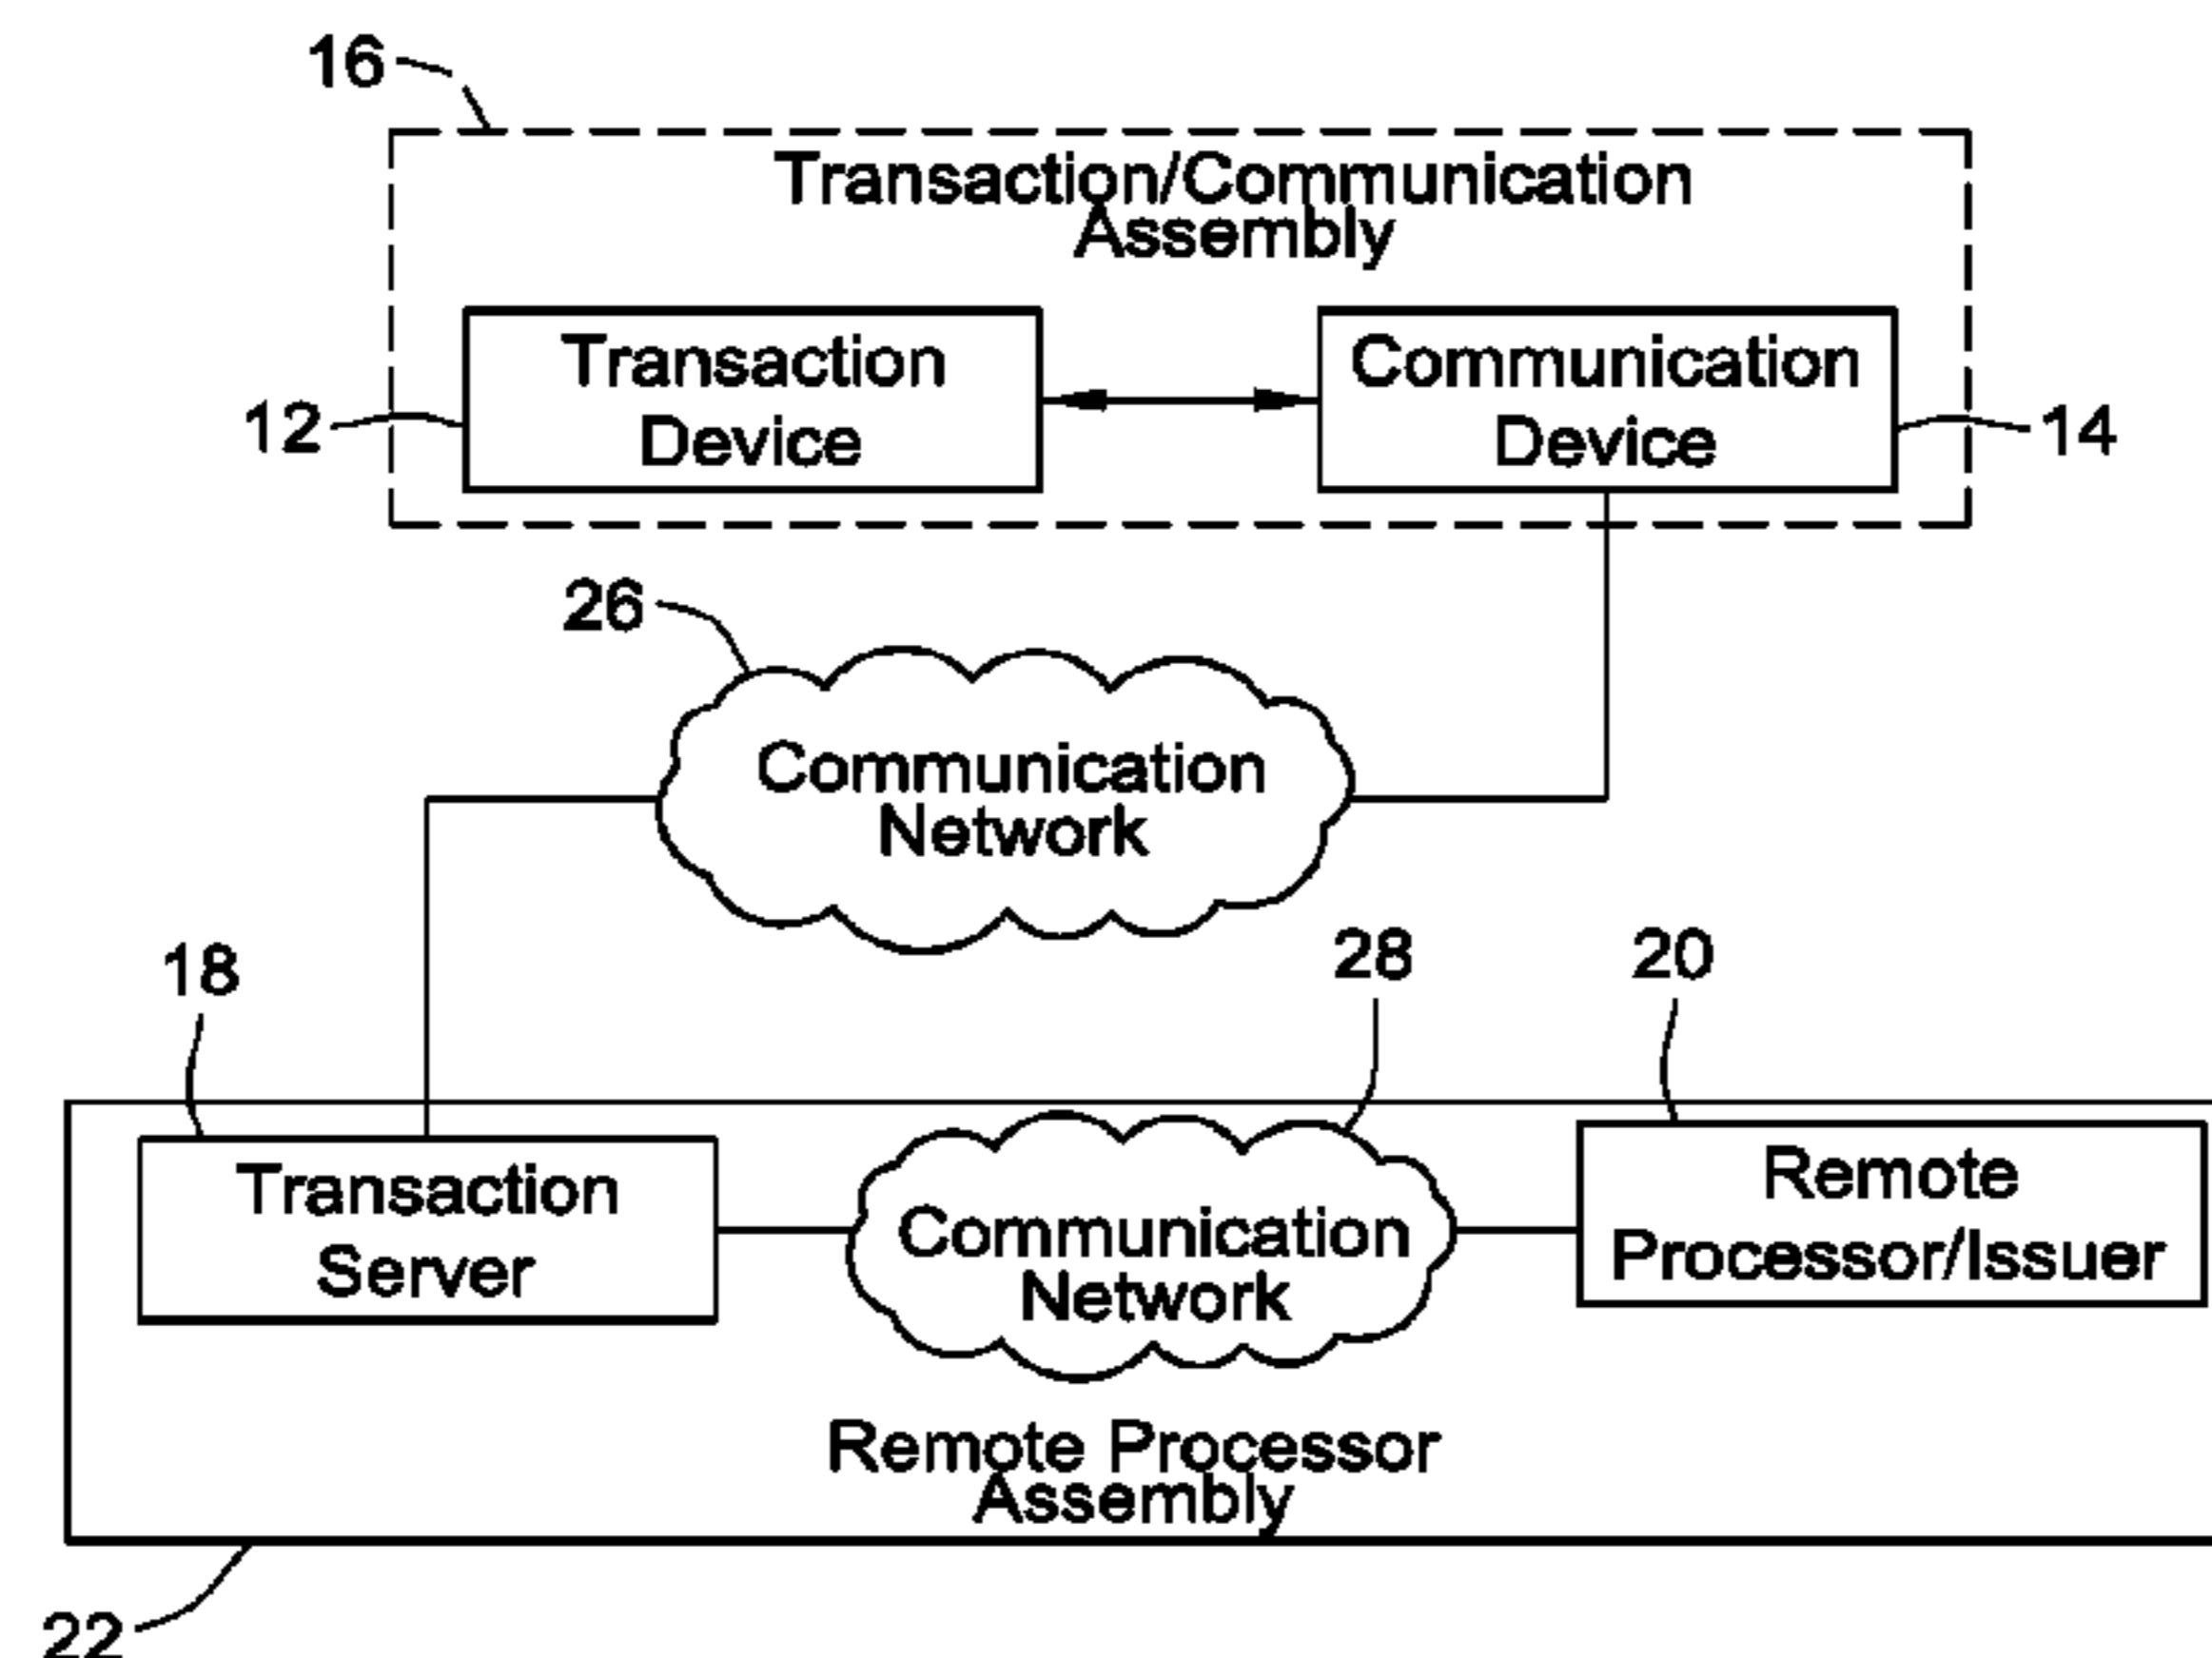 16
Transaction/Communication
Assembly
Transaction
Device
Communication
Device
12
14
26
Communication
Network
18
28
20
Transaction
Server
Communication
Network
Remote
Processor/Issuer
Remote Processor
Assembly
22